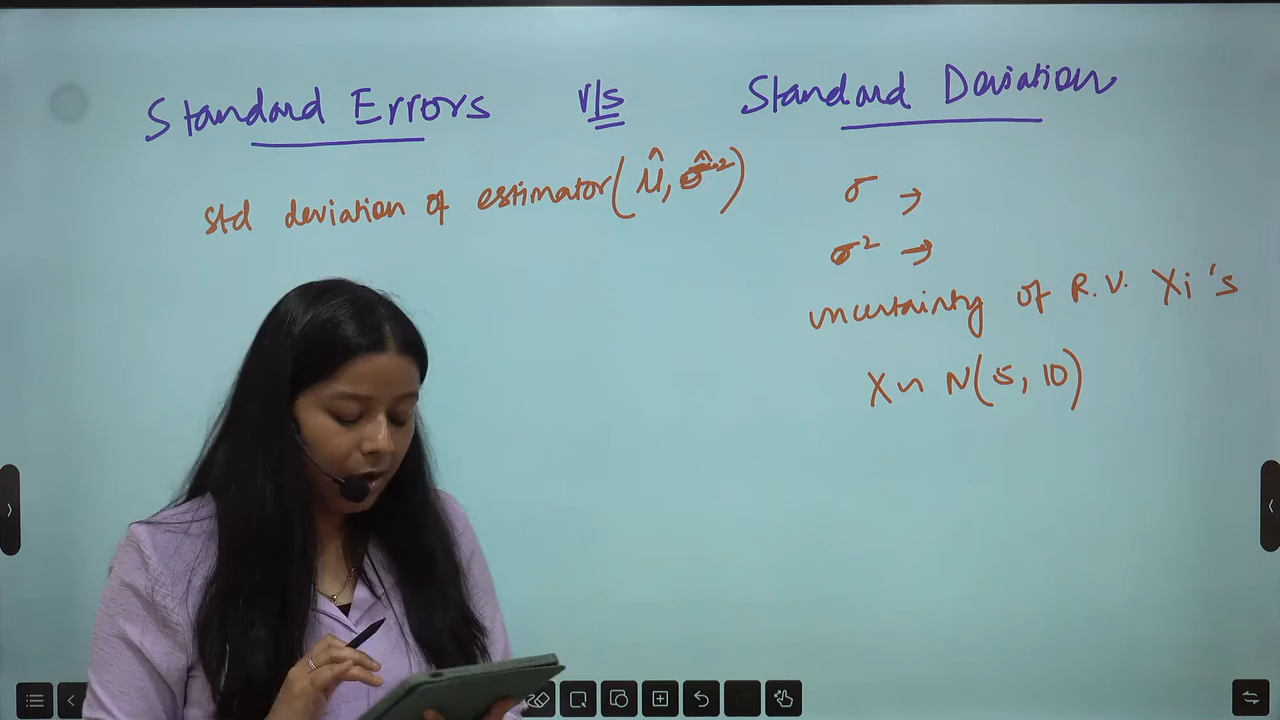 Standard Errors v/s Standard Deviation
std deviation of estimator (μ̂, σ̂²)
σ →
σ² →
uncertainty of R.V. Xi's
X ~ N(5, 10)